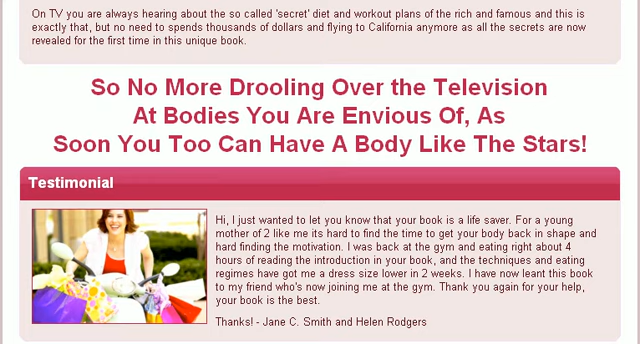 On TV you are always hearing about the so called 'secret' diet and workout plans of the rich and famous and this is
exactly that, but no need to spends thousands of dollars and flying to California anymore as all the secrets are now
revealed for the first time in this unique book.
So No More Drooling Over the Television
At Bodies You Are Envious Of, As
Soon You Too Can Have A Body Like The Stars!
Testimonial
Hi, I just wanted to let you know that your book is a life saver. For a young
mother of 2 like me its hard to find the time to get your body back in shape and
hard finding the motivation. I was back at the gym and eating right about 4
hours of reading the introduction in your book, and the techniques and eating
regimes have got me a dress size lower in 2 weeks. I have now leant this book
to my friend who's now joining me at the gym. Thank you again for your help,
your book is the best.
Thanks! - Jane C. Smith and Helen Rodgers